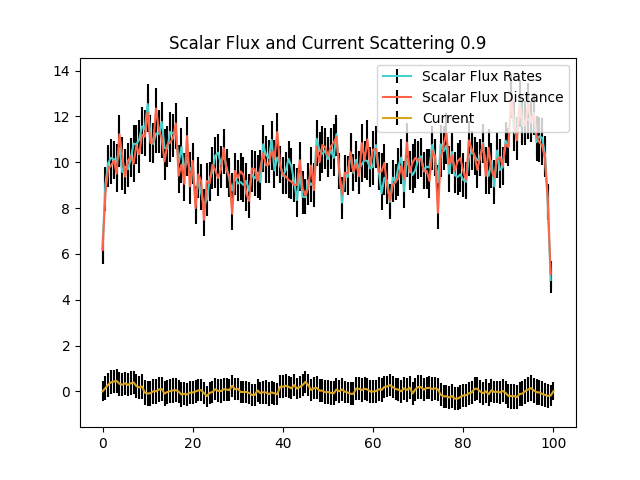 Scalar Flux and Current Scattering 0.9
Scalar Flux Rates
Scalar Flux Distance
Current
14
12
10
8
6
4
2
0
0 20 40 60 80 100